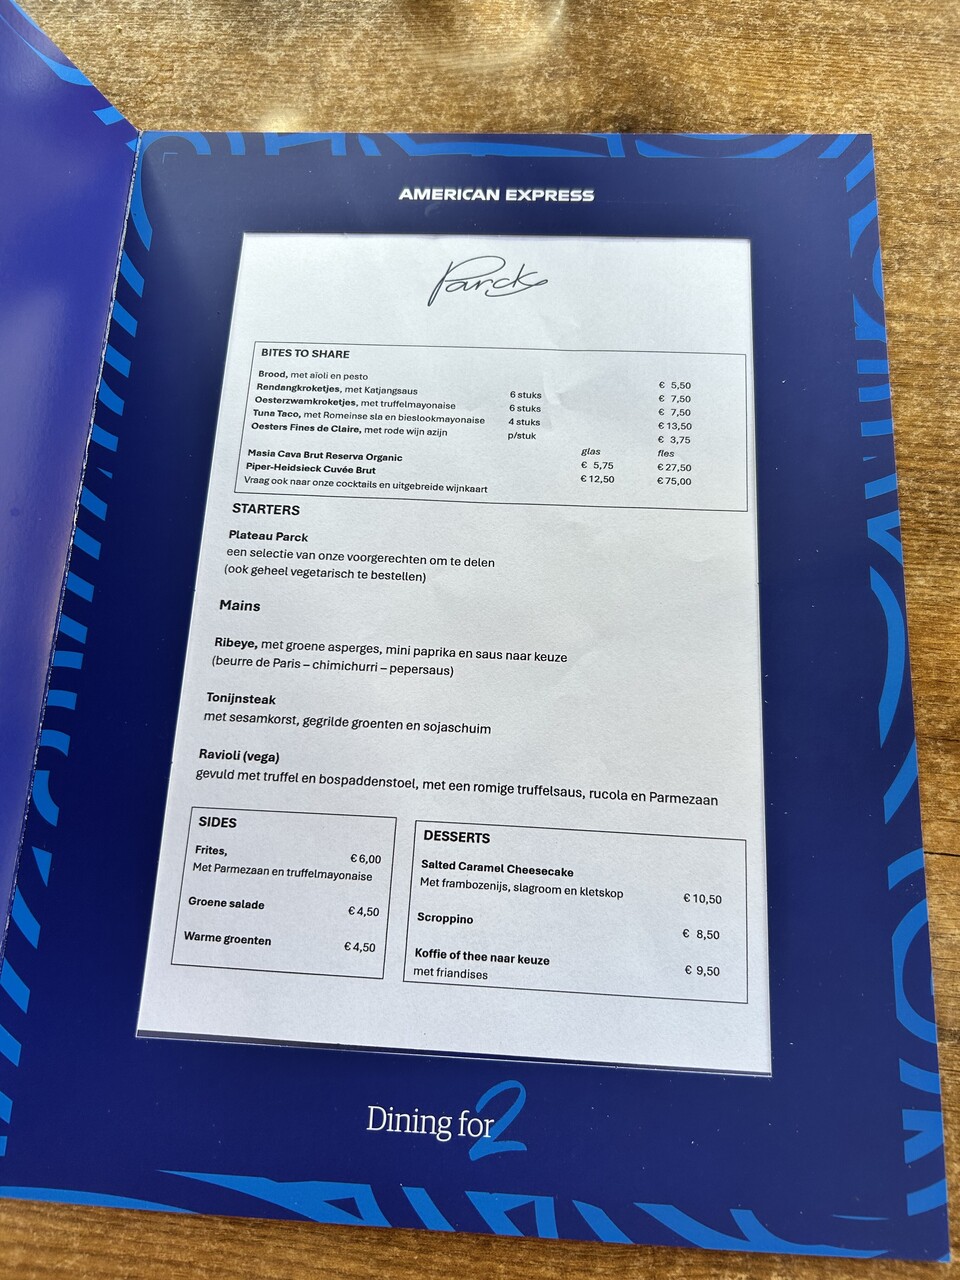 AMERICAN EXPRESS
Parck
BITES TO SHARE
Brood, met aïoli en pesto € 5,50
Rendangkroketjes, met Katjangsaus 6 stuks € 7,50
Oesterzwamkroketjes, met truffelmayonaise 6 stuks € 7,50
Tuna Taco, met Romeinse sla en bieslookmayonaise 4 stuks € 13,50
Oesters Fines de Claire, met rode wijn azijn p/stuk € 3,75
glas fles
Masia Cava Brut Reserva Organic € 5,75 € 27,50
Piper-Heidsieck Cuvée Brut € 12,50 € 75,00
Vraag ook naar onze cocktails en uitgebreide wijnkaart
STARTERS
Plateau Parck
een selectie van onze voorgerechten om te delen
(ook geheel vegetarisch te bestellen)
Mains
Ribeye, met groene asperges, mini paprika en saus naar keuze
(beurre de Paris – chimichurri – pepersaus)
Tonijnsteak
met sesamkorst, gegrilde groenten en sojaschuim
Ravioli (vega)
gevuld met truffel en bospaddenstoel, met een romige truffelsaus, rucola en Parmezaan
SIDES
Frites, € 6,00
Met Parmezaan en truffelmayonaise
Groene salade € 4,50
Warme groenten € 4,50
DESSERTS
Salted Caramel Cheesecake
Met frambozenijs, slagroom en kletskop € 10,50
Scroppino € 8,50
Koffie of thee naar keuze
met friandises € 9,50
Dining for 2